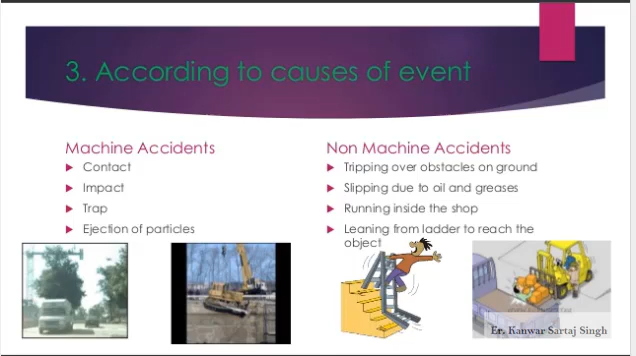 3. According to causes of event
Machine Accidents
Contact
Impact
Trap
Ejection of particles
Non Machine Accidents
Tripping over obstacles on ground
Slipping due to oil and greases
Running inside the shop
Leaning from ladder to reach the
object
Er. Kanwar Sartaj Singh